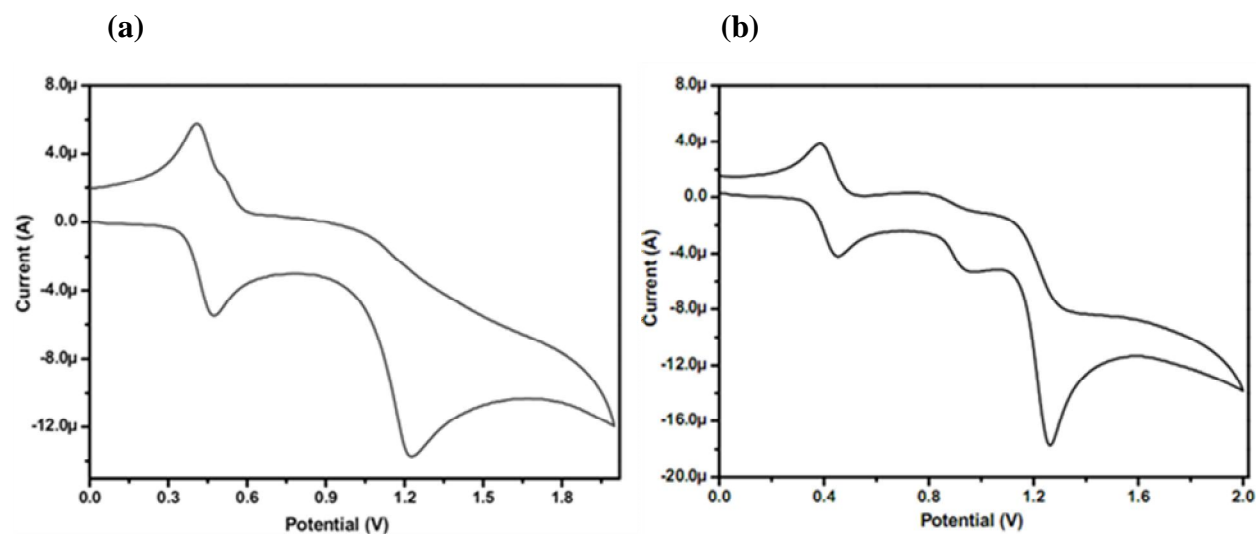 (a)
(b)
8.0µ
4.0µ
0.0
-4.0µ
-8.0µ
-12.0µ
Current (A)
0.0 0.3 0.6 0.9 1.2 1.5 1.8
Potential (V)
8.0µ
4.0µ
0.0
-4.0µ
-8.0µ
-12.0µ
-16.0µ
-20.0µ
Current (A)
0.0 0.4 0.8 1.2 1.6 2.0
Potential (V)